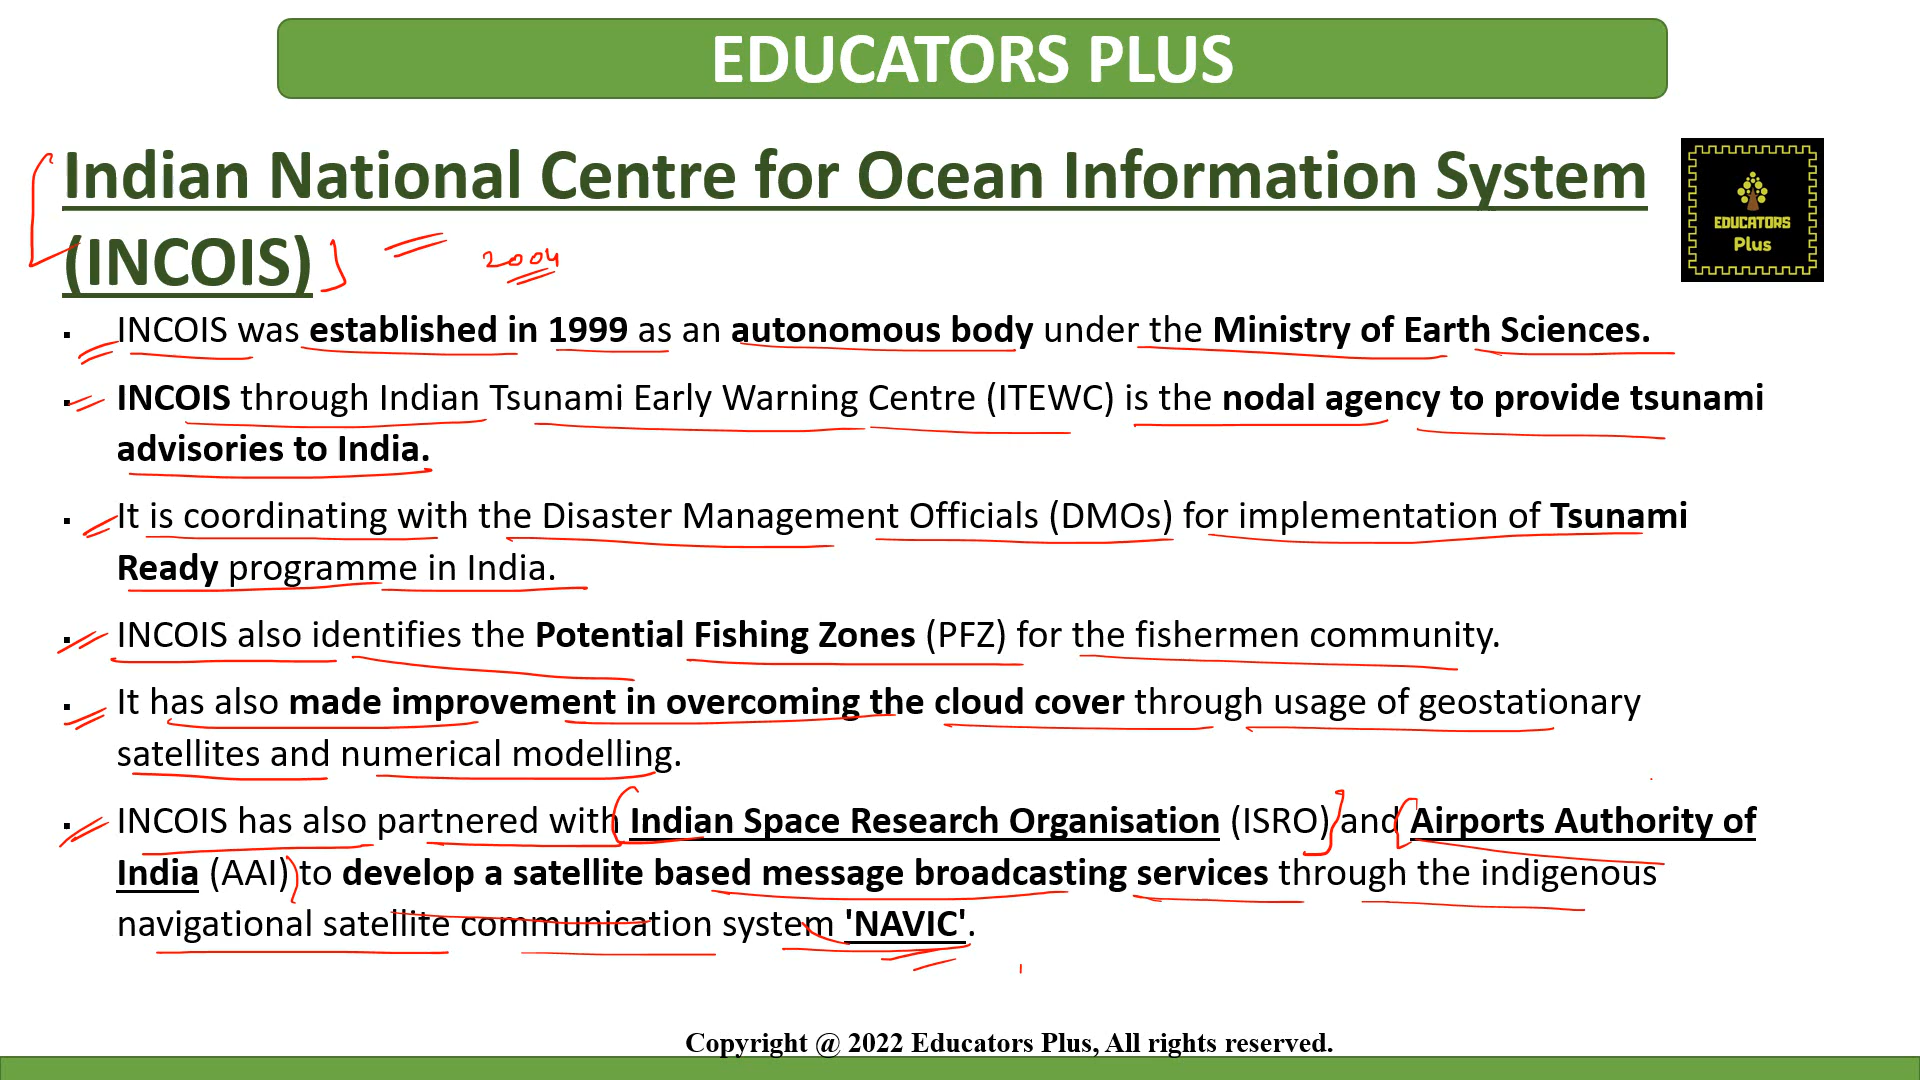 EDUCATORS PLUS
Indian National Centre for Ocean Information System
(INCOIS)
2004
EDUCATORS
Plus
▪ INCOIS was established in 1999 as an autonomous body under the Ministry of Earth Sciences.
▪ INCOIS through Indian Tsunami Early Warning Centre (ITEWC) is the nodal agency to provide tsunami
advisories to India.
▪ It is coordinating with the Disaster Management Officials (DMOs) for implementation of Tsunami
Ready programme in India.
▪ INCOIS also identifies the Potential Fishing Zones (PFZ) for the fishermen community.
▪ It has also made improvement in overcoming the cloud cover through usage of geostationary
satellites and numerical modelling.
▪ INCOIS has also partnered with Indian Space Research Organisation (ISRO) and Airports Authority of
India (AAI) to develop a satellite based message broadcasting services through the indigenous
navigational satellite communication system 'NAVIC'.
Copyright @ 2022 Educators Plus, All rights reserved.